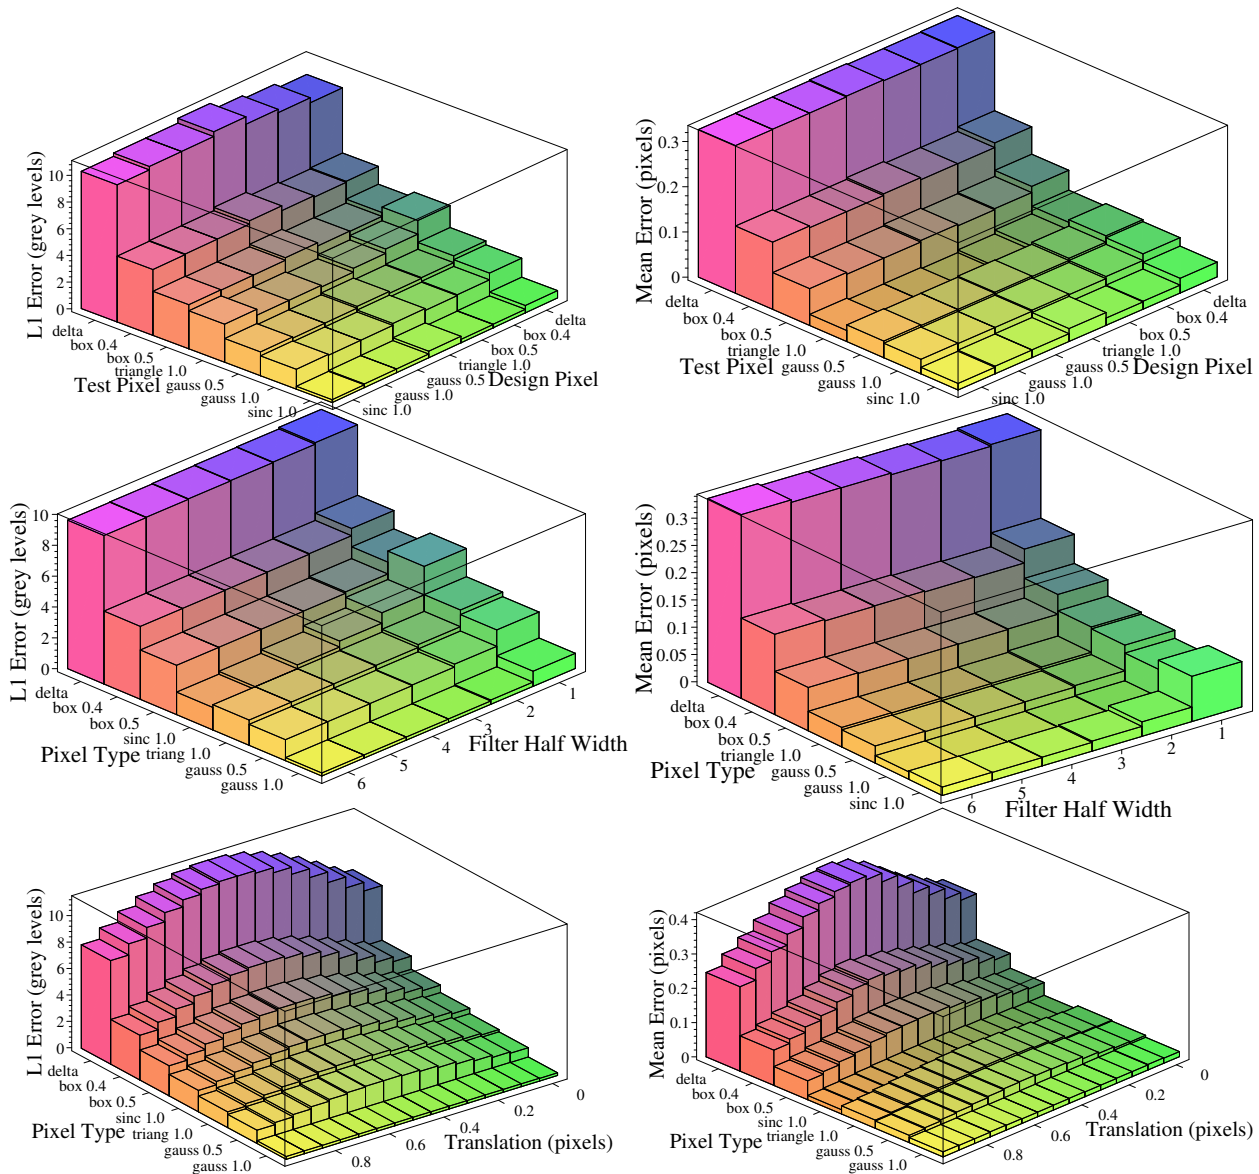 L1 Error (grey levels)
10
8
6
4
2
0
delta
box 0.4
box 0.5
triangle 1.0
gauss 0.5
gauss 1.0
sinc 1.0
Test Pixel
delta
box 0.4
box 0.5
triangle 1.0
gauss 0.5
gauss 1.0
sinc 1.0
Design Pixel
Mean Error (pixels)
0.3
0.2
0.1
0
delta
box 0.4
box 0.5
triangle 1.0
gauss 0.5
gauss 1.0
sinc 1.0
Test Pixel
delta
box 0.4
box 0.5
triangle 1.0
gauss 0.5
gauss 1.0
sinc 1.0
Design Pixel
L1 Error (grey levels)
10
8
6
4
2
0
delta
box 0.4
box 0.5
sinc 1.0
triang 1.0
gauss 0.5
gauss 1.0
Pixel Type
1
2
3
4
5
6
Filter Half Width
Mean Error (pixels)
0.3
0.25
0.2
0.15
0.1
0.05
0
delta
box 0.4
box 0.5
triangle 1.0
gauss 0.5
gauss 1.0
sinc 1.0
Pixel Type
1
2
3
4
5
6
Filter Half Width
L1 Error (grey levels)
10
8
6
4
2
0
delta
box 0.4
box 0.5
sinc 1.0
triang 1.0
gauss 0.5
gauss 1.0
Pixel Type
0
0.2
0.4
0.6
0.8
Translation (pixels)
Mean Error (pixels)
0.4
0.3
0.2
0.1
0
delta
box 0.4
box 0.5
sinc 1.0
triangle 1.0
gauss 0.5
gauss 1.0
Pixel Type
0
0.2
0.4
0.6
0.8
Translation (pixels)